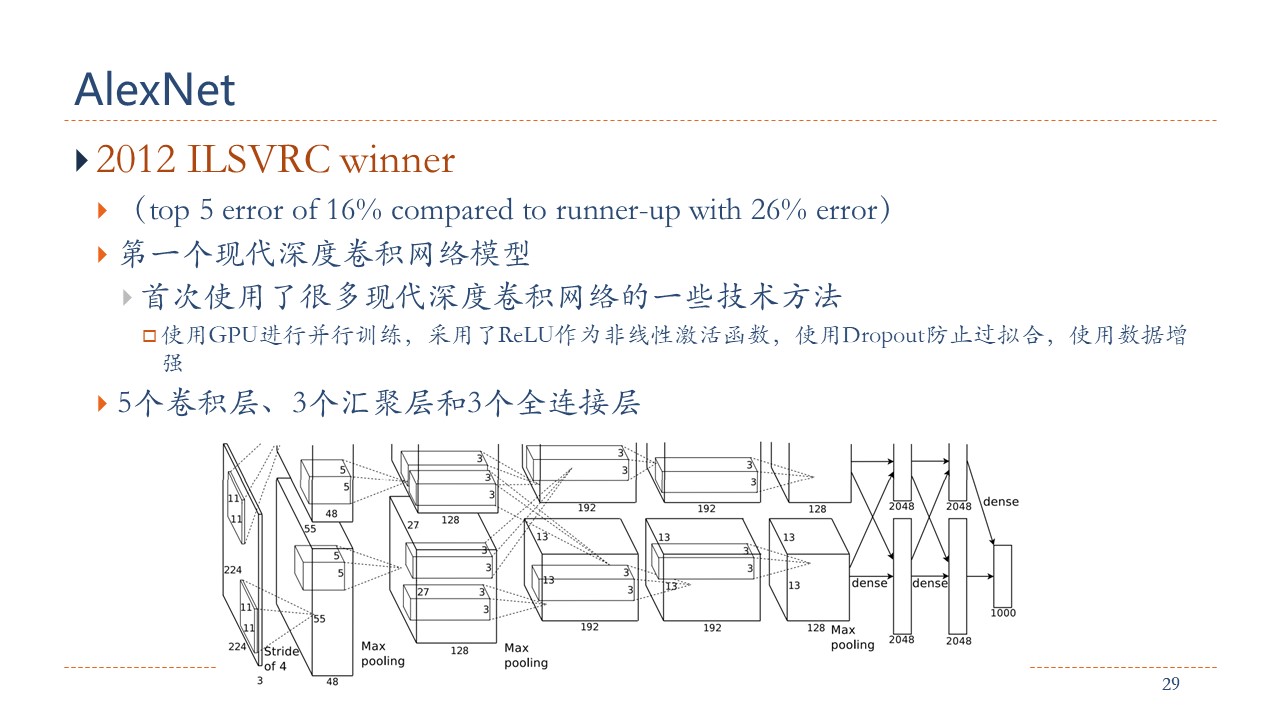 AlexNet
2012 ILSVRC winner
（top 5 error of 16% compared to runner-up with 26% error）
第一个现代深度卷积网络模型
首次使用了很多现代深度卷积网络的一些技术方法
使用GPU进行并行训练，采用了ReLU作为非线性激活函数，使用Dropout防止过拟合，使用数据增
强
5个卷积层、3个汇聚层和3个全连接层
3
3
3
3
3
5
3
3
3
5
11
48
192
192
128
2048
2048
dense
11
128
55
27
13
13
13
5
3
3
5
3
3
224
13
13
13
dense
dense
27
3
3
3
11
3
55
1000
11
192
192
128
Max
pooling
2048
2048
224
Stride
of 4
Max
pooling
128
Max
pooling
3
48
29